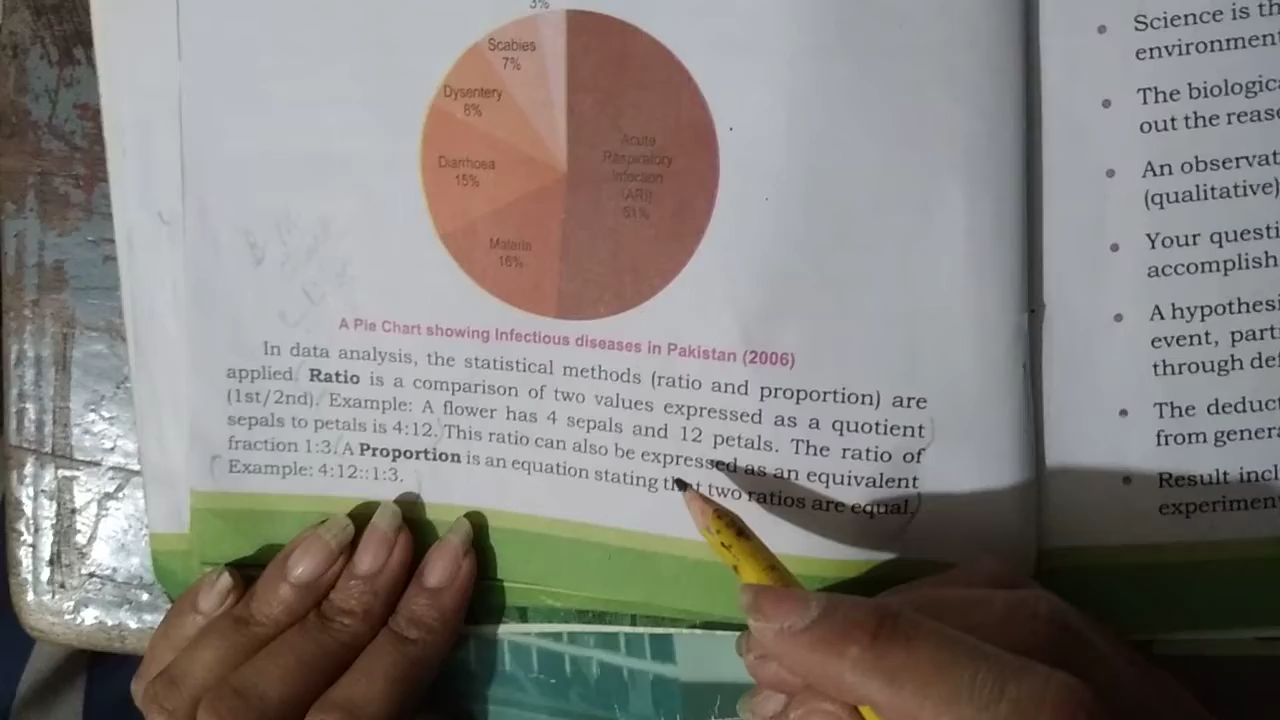 3%
Scabies
7%
Dysentery
8%
Diarrhoea
15%
Malaria
16%
Acute
Respiratory
Infection
(ARI)
51%
A Pie Chart showing Infectious diseases in Pakistan (2006)
In data analysis, the statistical methods (ratio and proportion) are
applied. Ratio is a comparison of two values expressed as a quotient
(1st/2nd). Example: A flower has 4 sepals and 12 petals. The ratio of
sepals to petals is 4:12. This ratio can also be expressed as an equivalent
fraction 1:3. A Proportion is an equation stating that two ratios are equal.
Example: 4:12::1:3.
Science is th
environment
The biologic
out the reas
An observat
(qualitative)
Your questi
accomplish
A hypothesi
event, part
through de
The deduct
from genera
Result incl
experimen